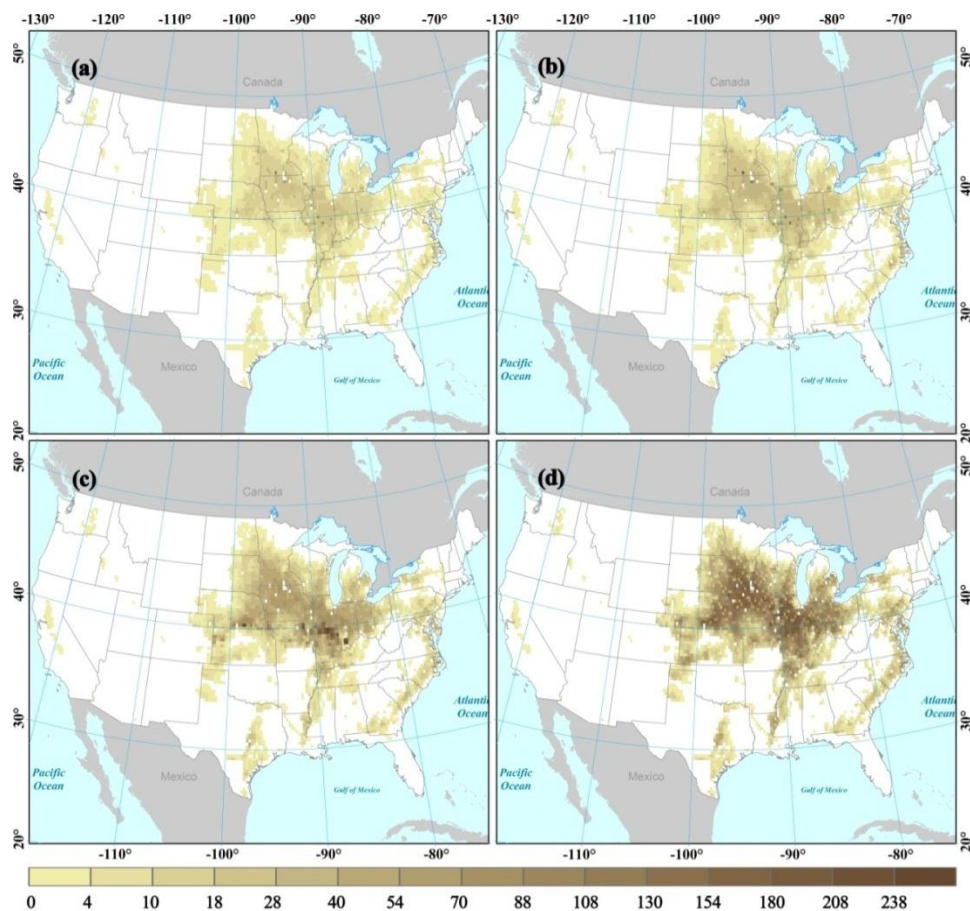 -130° -120° -110° -100° -90° -80° -70° -120° -110° -100° -90° -80° -70°
50°
(a)
Canada
(b)
Canada
50°
40°
40°
30°
Atlantic
Ocean
Atlantic
Ocean
30°
Pacific
Ocean
Mexico
Gulf of Mexico
Pacific
Ocean
Mexico
Gulf of Mexico
20°
20°
50°
(c)
Canada
(d)
Canada
50°
40°
40°
30°
Atlantic
Ocean
Atlantic
Ocean
30°
Pacific
Ocean
Mexico
Gulf of Mexico
Pacific
Ocean
Mexico
Gulf of Mexico
20°
20°
-110° -100° -90° -80° -110° -100° -90° -80°
0 4 10 18 28 40 54 70 88 108 130 154 180 208 238